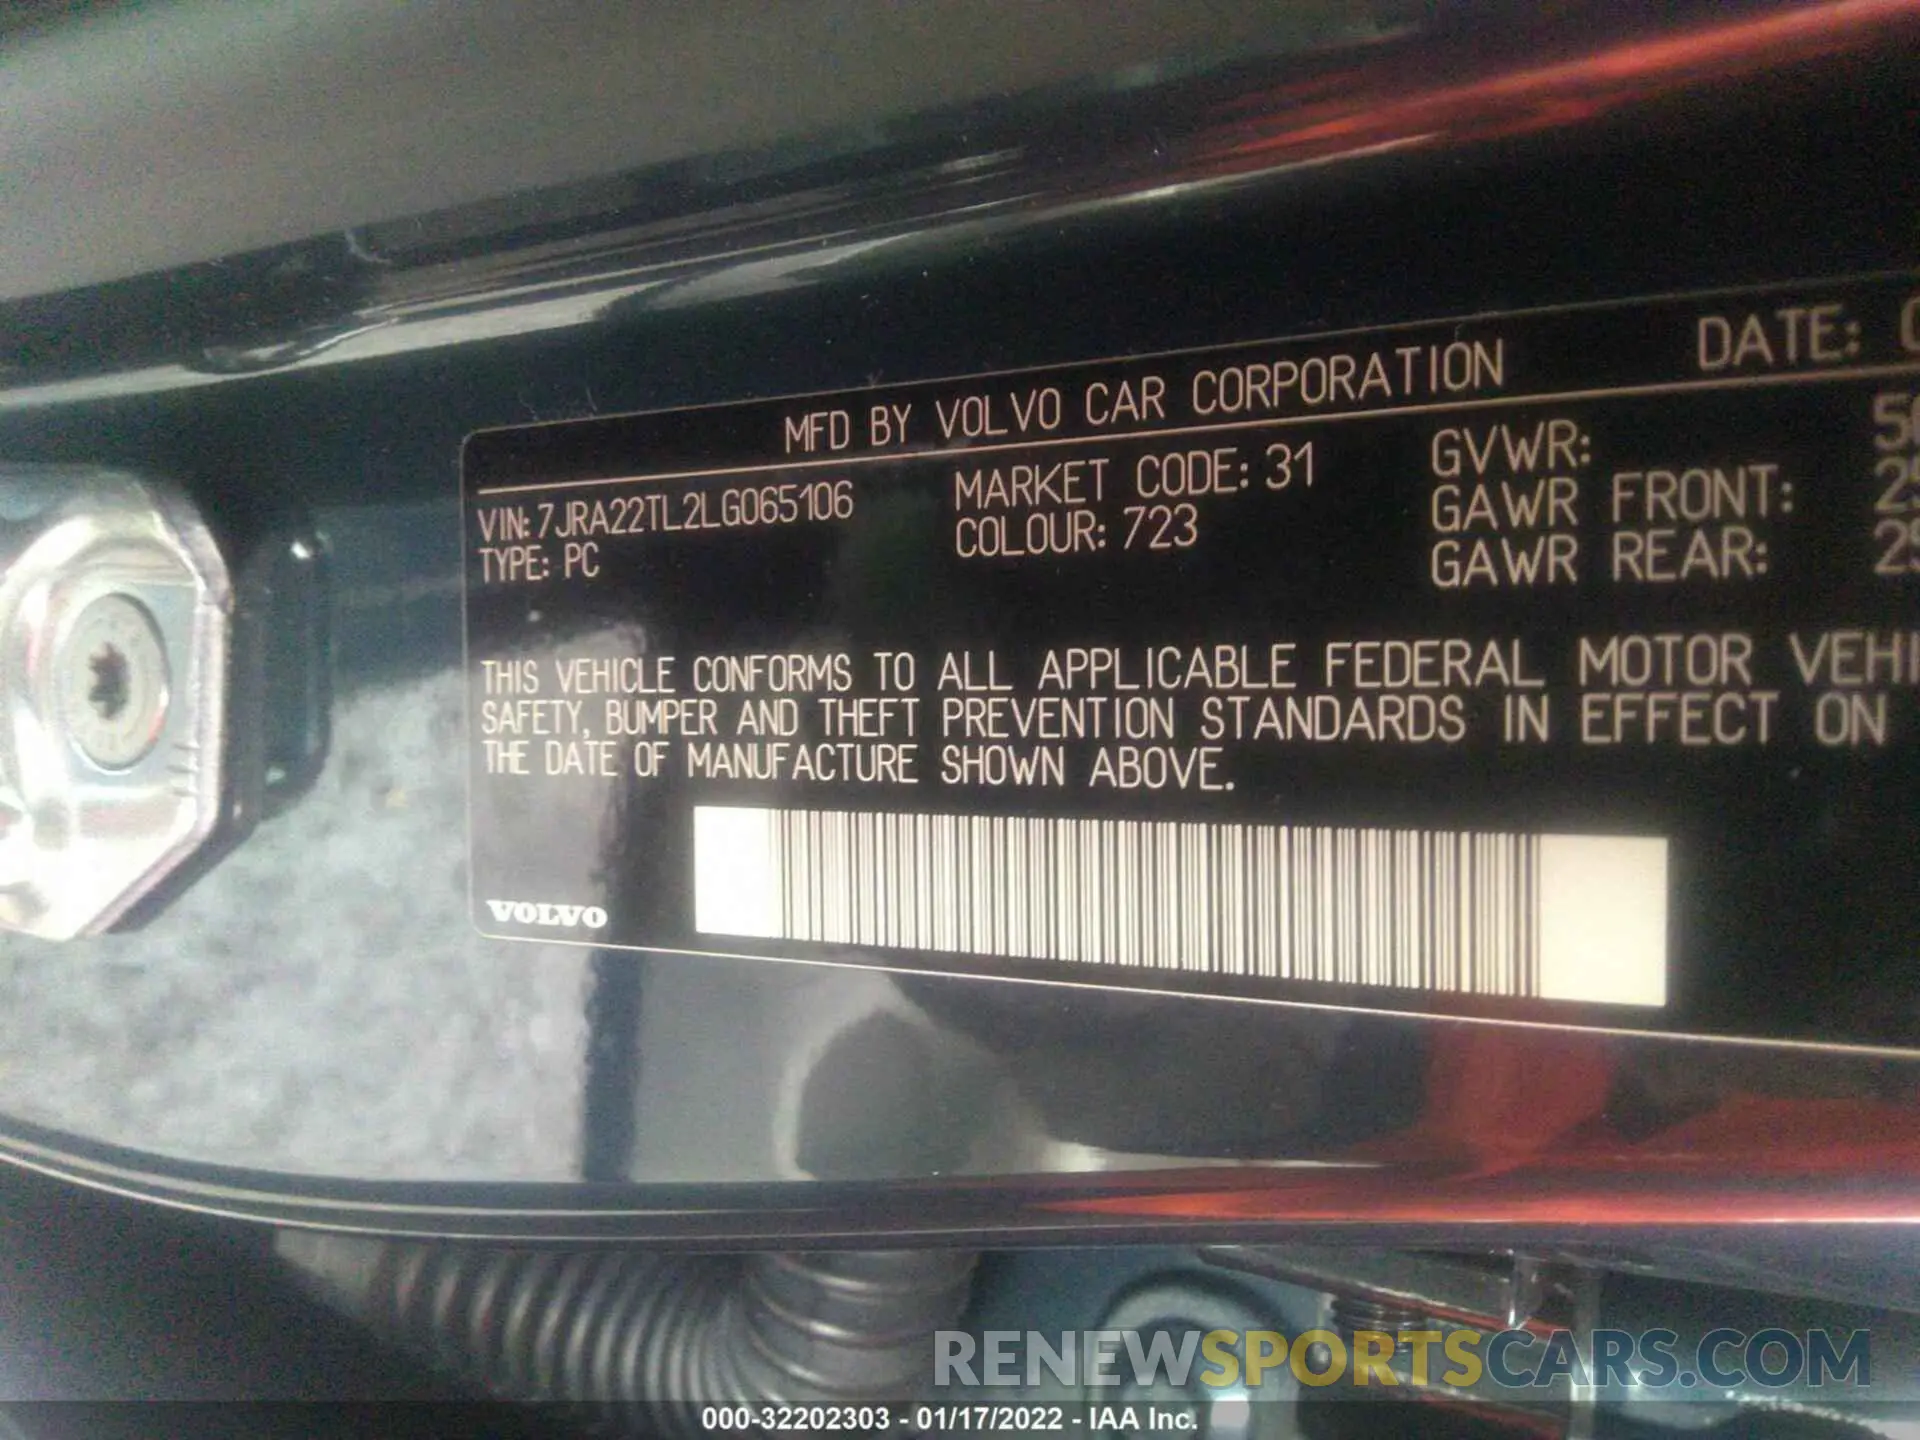 MFD BY VOLVO CAR CORPORATION DATE:
VIN: 7JRA22TL2LG065106 MARKET CODE: 31 GVWR:
TYPE: PC COLOUR: 723 GAWR FRONT:
GAWR REAR:
THIS VEHICLE CONFORMS TO ALL APPLICABLE FEDERAL MOTOR
SAFETY, BUMPER AND THEFT PREVENTION STANDARDS IN EFFECT ON
THE DATE OF MANUFACTURE SHOWN ABOVE.
VOLVO
RENEWSPORTSCARS.COM
000-32202303 - 01/17/2022 - IAA Inc.